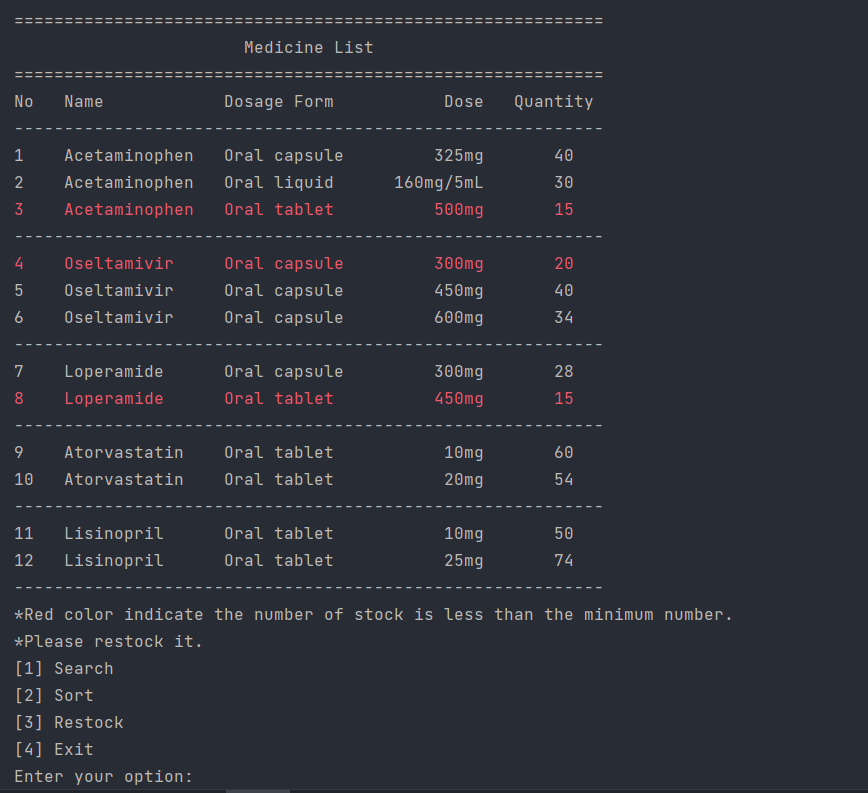 ===========================================================
                       Medicine List
===========================================================
No   Name            Dosage Form           Dose   Quantity
-----------------------------------------------------------
1    Acetaminophen   Oral capsule         325mg       40
2    Acetaminophen   Oral liquid      160mg/5mL       30
3    Acetaminophen   Oral tablet          500mg       15
-----------------------------------------------------------
4    Oseltamivir     Oral capsule         300mg       20
5    Oseltamivir     Oral capsule         450mg       40
6    Oseltamivir     Oral capsule         600mg       34
-----------------------------------------------------------
7    Loperamide      Oral capsule         300mg       28
8    Loperamide      Oral tablet          450mg       15
-----------------------------------------------------------
9    Atorvastatin    Oral tablet           10mg       60
10   Atorvastatin    Oral tablet           20mg       54
-----------------------------------------------------------
11   Lisinopril      Oral tablet           10mg       50
12   Lisinopril      Oral tablet           25mg       74
-----------------------------------------------------------
*Red color indicate the number of stock is less than the minimum number.
*Please restock it.
[1] Search
[2] Sort
[3] Restock
[4] Exit
Enter your option: